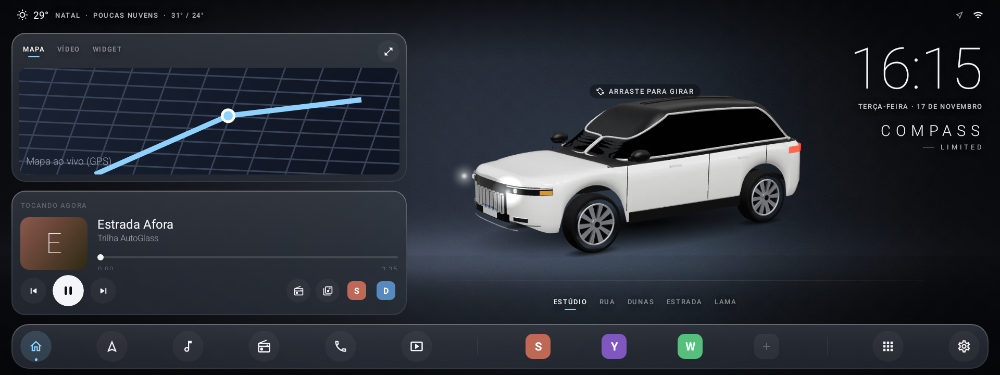 29° NATAL · POUCAS NUVENS · 31° / 24°
MAPA VÍDEO WIDGET
Mapa ao vivo (GPS)
ARRASTE PARA GIRAR
16:15
TERÇA-FEIRA · 17 DE NOVEMBRO
COMPASS
LIMITED
TOCANDO AGORA
E
Estrada Afora
Trilha AutoGlass
S D
ESTÚDIO RUA DUNAS ESTRADA LAMA
S Y W +